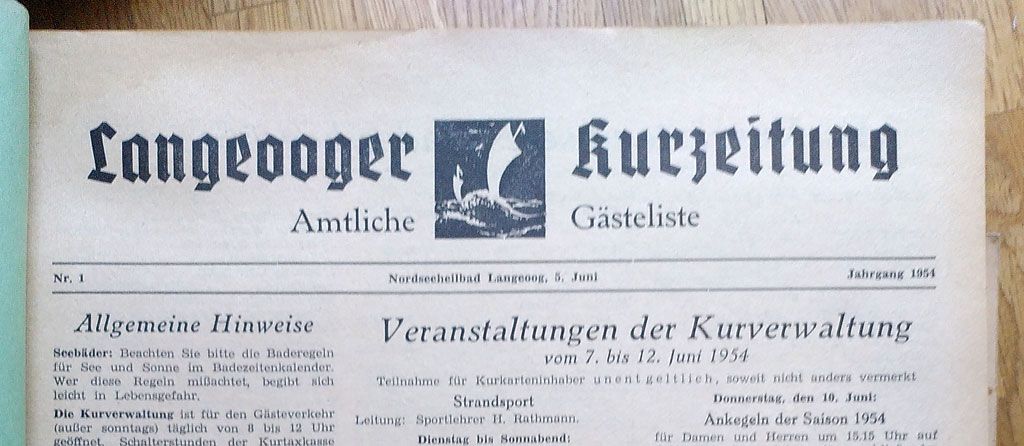 Langeooger Kurzeitung
Amtliche Gästeliste
Nr. 1 Nordseeheilbad Langeoog, 5. Juni Jahrgang 1954
Allgemeine Hinweise
Seebäder: Beachten Sie bitte die Baderegeln
für See und Sonne im Badezeitenkalender.
Wer diese Regeln mißachtet, begibt sich
leicht in Lebensgefahr.
Die Kurverwaltung ist für den Gästeverkehr
(außer sonntags) täglich von 8 bis 12 Uhr
geöffnet. Schalterstunden der Kurtaxkasse
Veranstaltungen der Kurverwaltung
vom 7. bis 12. Juni 1954
Teilnahme für Kurkarteninhaber unentgeltlich, soweit nicht anders vermerkt
Strandsport
Leitung: Sportlehrer H. Rathmann.
Dienstag bis Sonnabend:
Donnerstag, den 10. Juni:
Ankegeln der Saison 1954
für Damen und Herren um 15.15 Uhr auf